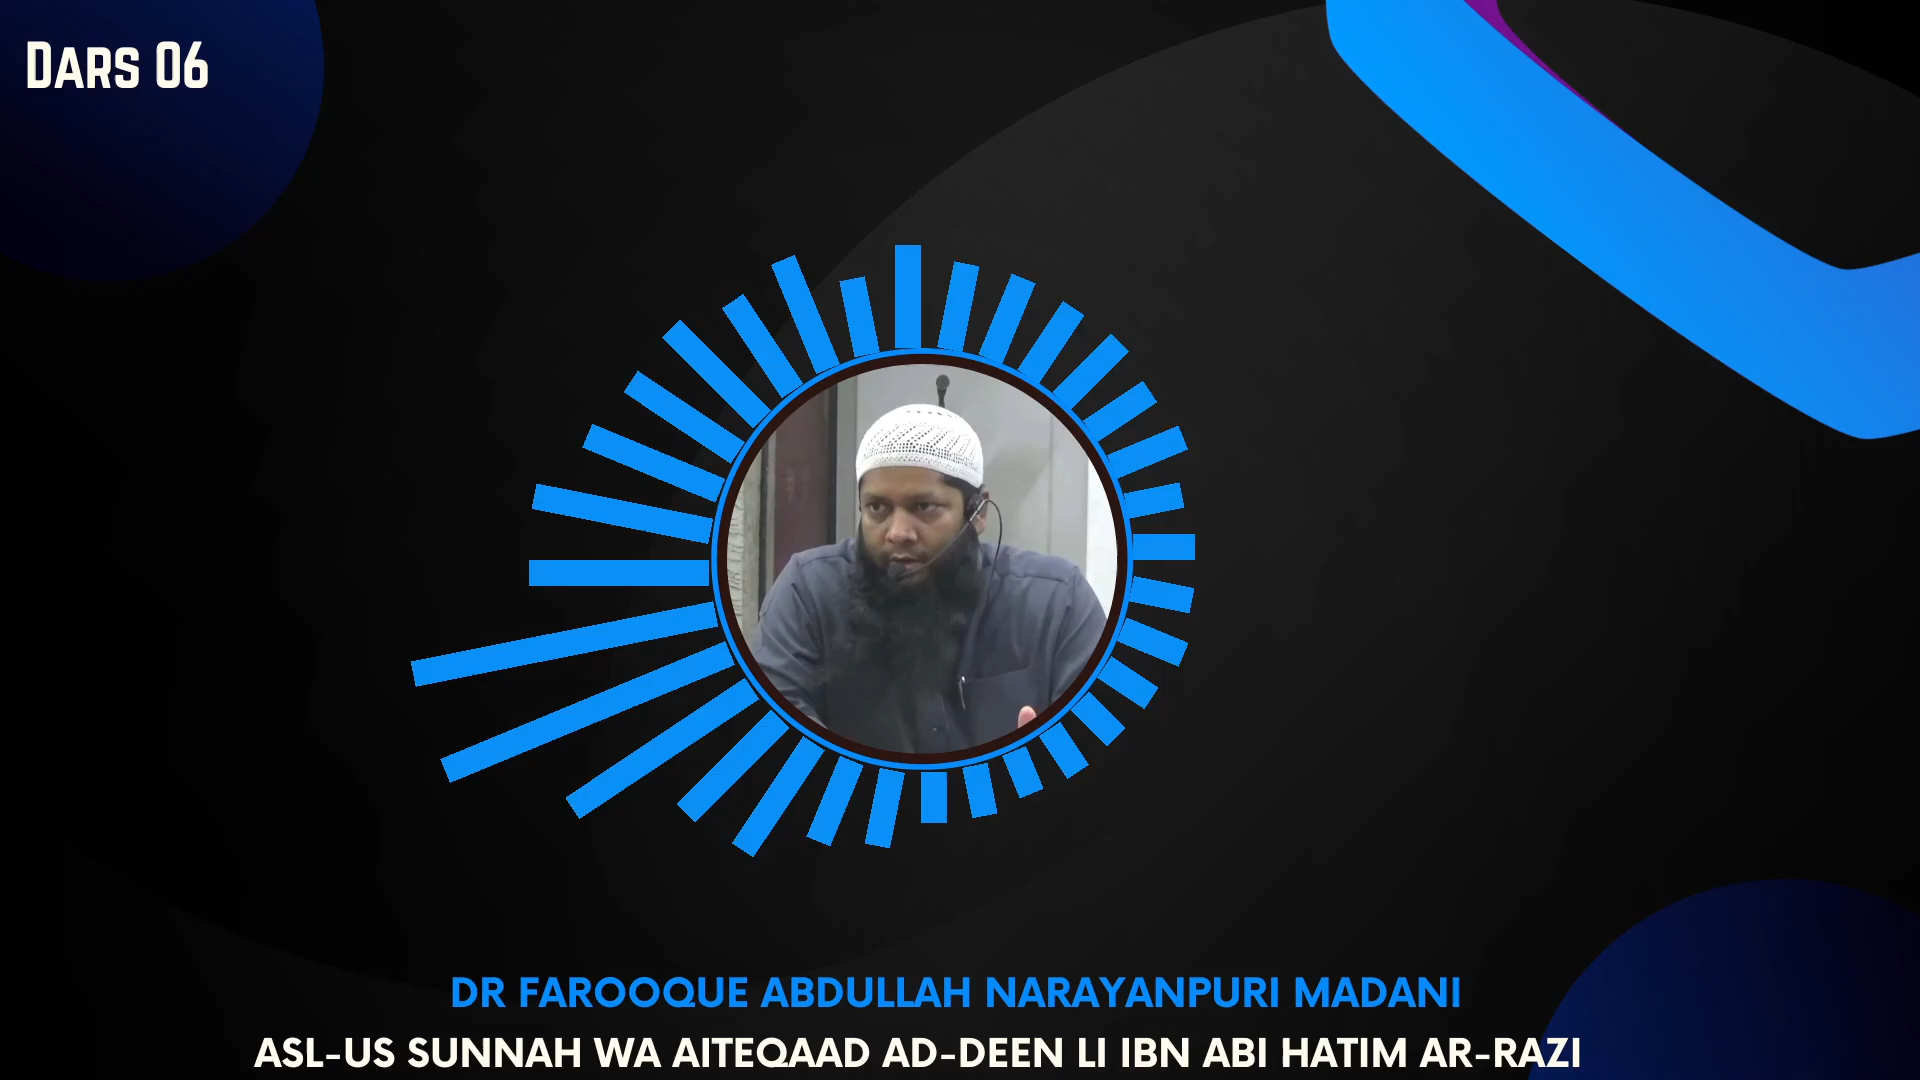 DARS 06
DR FAROOQUE ABDULLAH NARAYANPURI MADANI
ASL-US SUNNAH WA AITEQAAD AD-DEEN LI IBN ABI HATIM AR-RAZI